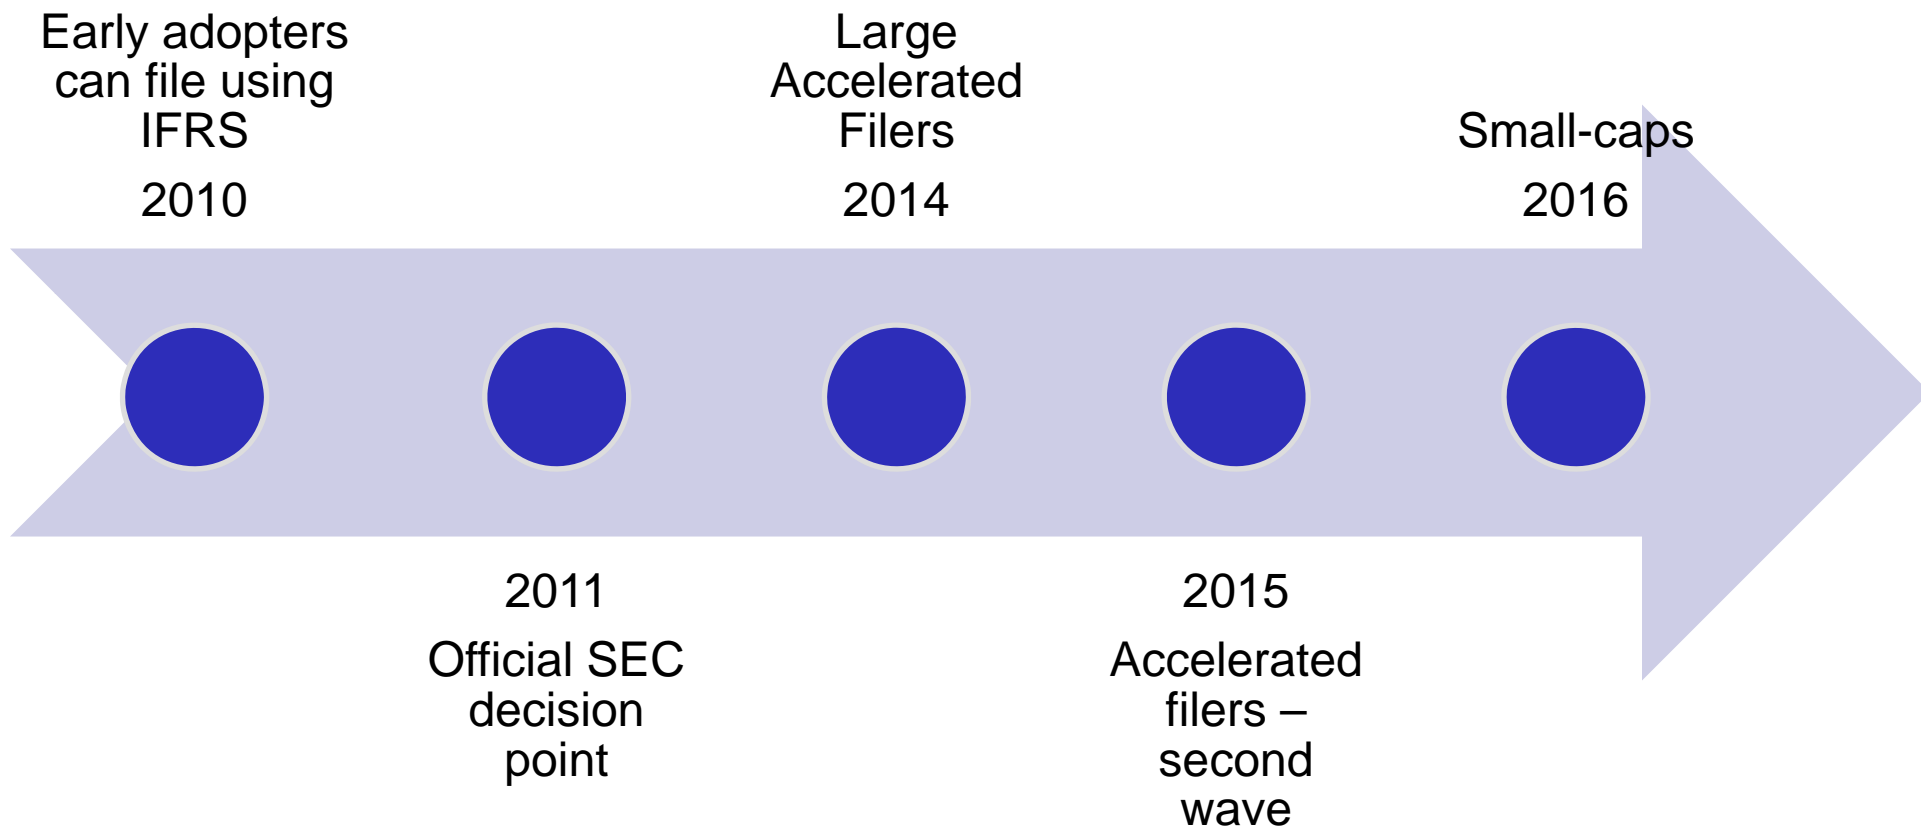 Early adopters
can file using
IFRS
2010
2011
Official SEC
decision
point
Large
Accelerated
Filers
2014
2015
Accelerated
filers –
second
wave
Small-caps
2016